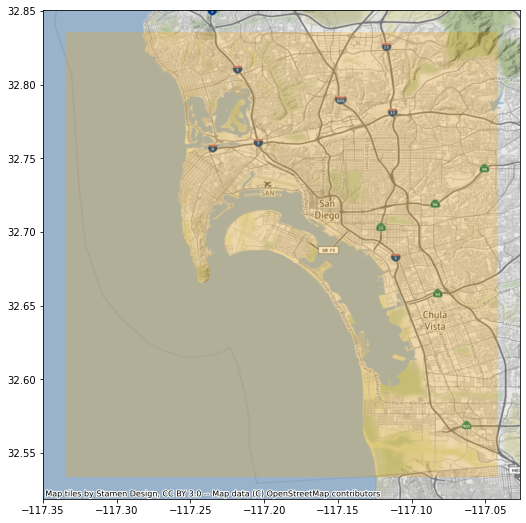 32.85
32.80
32.75
32.70
32.65
32.60
32.55
SAN
San
Diego
SR 75
Chula
Vista
Map tiles by Stamen Design, CC BY 3.0 -- Map data (C) OpenStreetMap contributors
−117.35
−117.30
−117.25
−117.20
−117.15
−117.10
−117.05